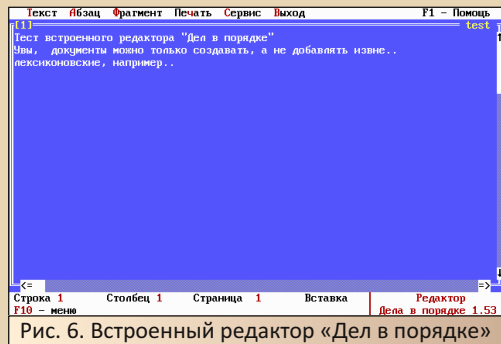 Текст Абзац Фрагмент Печать Сервис Выход F1 - Помощь
[1] test
Тест встроенного редактора "Дел в порядке"
Увы, документы можно только создавать, а не добавлять извне..
лексиконовские, например..
<= =>
Строка 1 Столбец 1 Страница 1 Вставка Редактор
F10 - меню Дела в порядке 1.53
Рис. 6. Встроенный редактор «Дел в порядке»